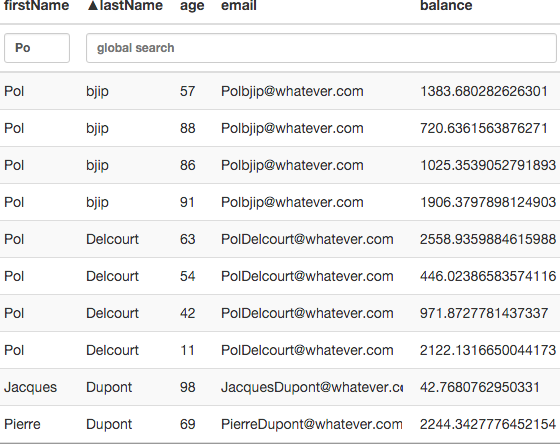 firstName ▲lastName age email balance
Po global search
Pol bjip 57 Polbjip@whatever.com 1383.680282626301
Pol bjip 88 Polbjip@whatever.com 720.6361563876271
Pol bjip 86 Polbjip@whatever.com 1025.3539052791893
Pol bjip 91 Polbjip@whatever.com 1906.3797898124903
Pol Delcourt 63 PolDelcourt@whatever.com 2558.9359884615988
Pol Delcourt 54 PolDelcourt@whatever.com 446.02386583574116
Pol Delcourt 42 PolDelcourt@whatever.com 971.8727781437337
Pol Delcourt 11 PolDelcourt@whatever.com 2122.1316650044173
Jacques Dupont 98 JacquesDupont@whatever.c 42.7680762950331
Pierre Dupont 69 PierreDupont@whatever.com 2244.3427776452154